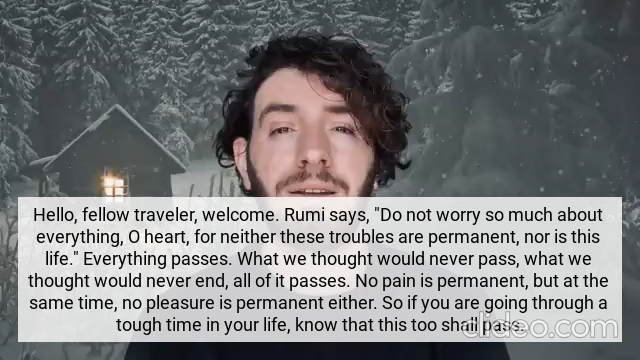 Hello, fellow traveler, welcome. Rumi says, "Do not worry so much about
everything, O heart, for neither these troubles are permanent, nor is this
life." Everything passes. What we thought would never pass, what we
thought would never end, all of it passes. No pain is permanent, but at the
same time, no pleasure is permanent either. So if you are going through a
tough time in your life, know that this too shall pass.
clideo.com